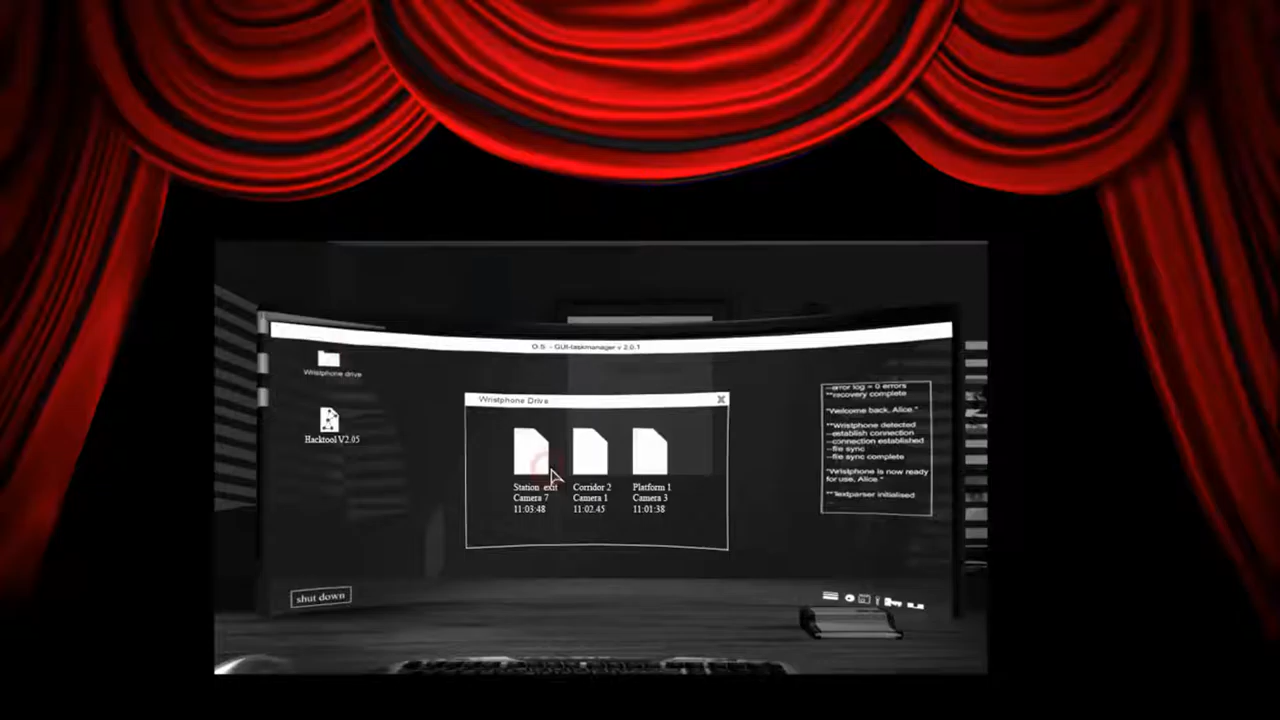 O.S. - GUI-taskmanager v 2.0.1
Wristphone drive
Hacktool V2.05
Wristphone Drive
X
Station exit
Camera 7
11:03:48
Corridor 2
Camera 1
11:02.45
Platform 1
Camera 3
11:01:38
--error log = 0 errors
**recovery complete
"Welcome back, Alice."
**Wristphone detected
--establish connection
--connection established
--file sync
--file sync complete
"Wristphone is now ready
for use, Alice."
**Textparser initialised
shut down